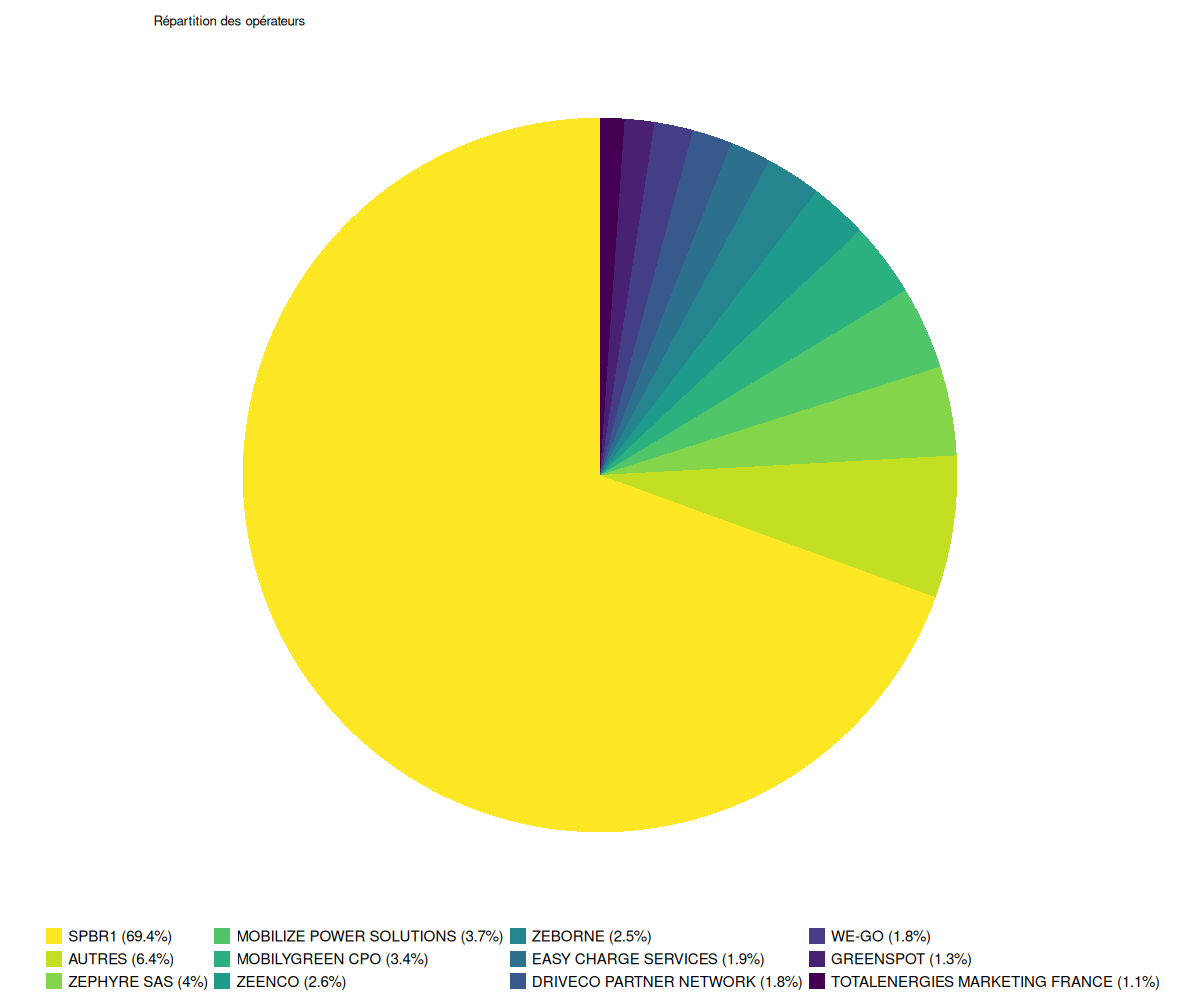 Répartition des opérateurs
SPBR1 (69.4%)
AUTRES (6.4%)
ZEPHYRE SAS (4%)
MOBILIZE POWER SOLUTIONS (3.7%)
MOBILYGREEN CPO (3.4%)
ZEENCO (2.6%)
ZEBORNE (2.5%)
EASY CHARGE SERVICES (1.9%)
DRIVECO PARTNER NETWORK (1.8%)
WE-GO (1.8%)
GREENSPOT (1.3%)
TOTALENERGIES MARKETING FRANCE (1.1%)